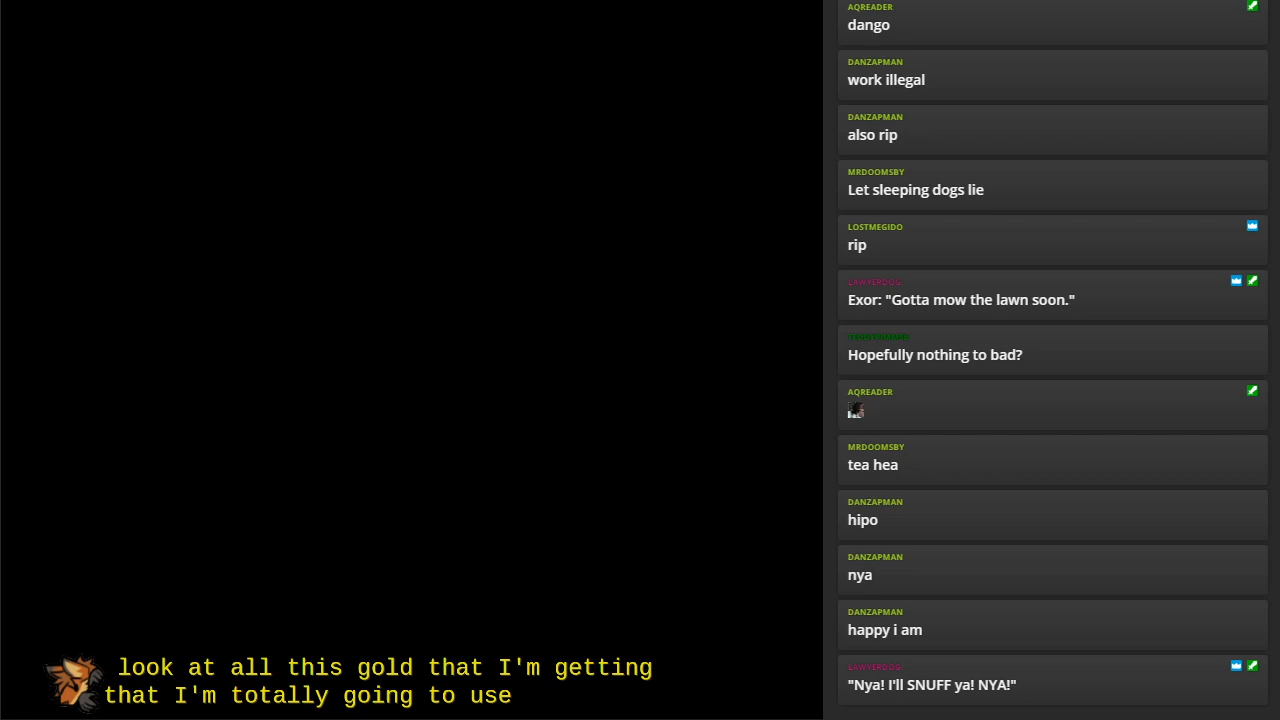 look at all this gold that I'm getting
that I'm totally going to use
AQREADER
dango
DANZAPMAN
work illegal
DANZAPMAN
also rip
MRDOOMSBY
Let sleeping dogs lie
LOSTMEGIDO
rip
LAWYERDOG
Exor: "Gotta mow the lawn soon."
Hopefully nothing to bad?
AQREADER
MRDOOMSBY
tea hea
DANZAPMAN
hipo
DANZAPMAN
nya
DANZAPMAN
happy i am
LAWYERDOG
"Nya! I'll SNUFF ya! NYA!"